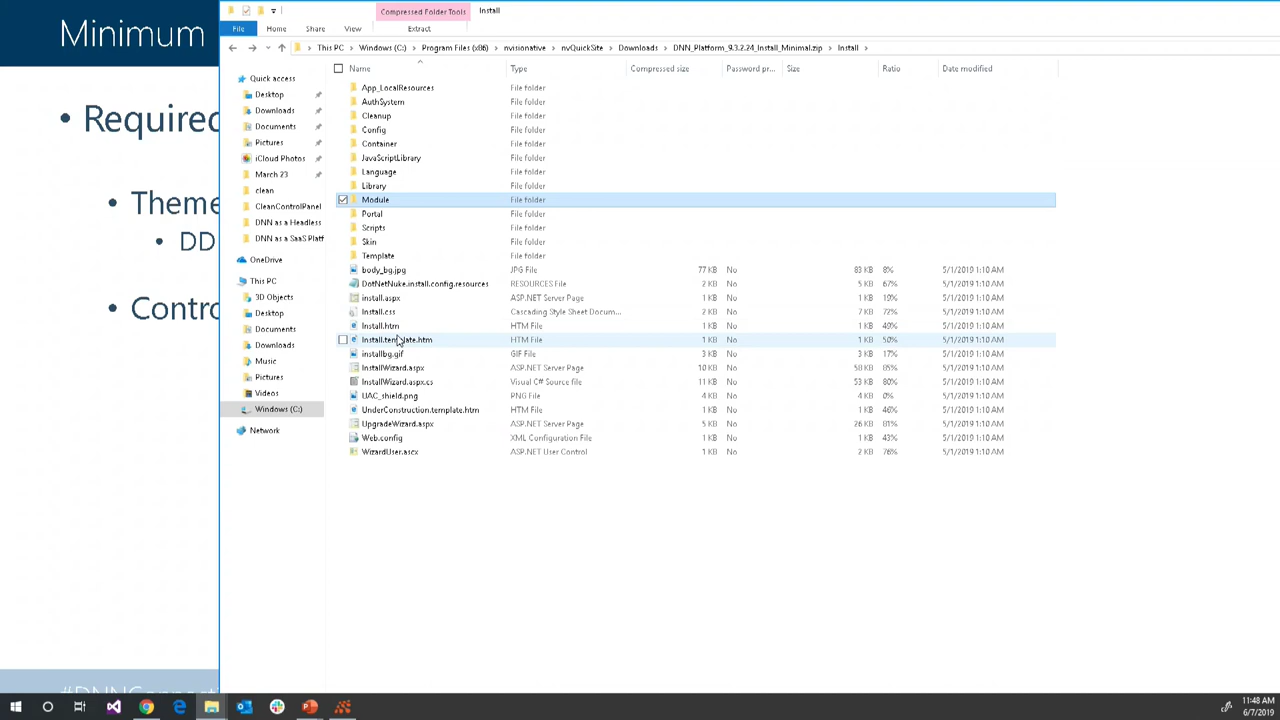 Minimum
• Required
• Theme
• DD
• Contro
Compressed Folder Tools
Install
File
Home
Share
View
Extract
This PC > Windows (C:) > Program Files (x86) > nvisionative > nvQuickSite > Downloads > DNN_Platform_9.3.2.24_Install_Minimal.zip > Install >
Quick access
Desktop
Downloads
Documents
Pictures
iCloud Photos
March 23
clean
CleanControlPanel
DNN as a Headless
DNN as a SaaS Platf
OneDrive
This PC
3D Objects
Desktop
Documents
Downloads
Music
Pictures
Videos
Windows (C:)
Network
Name Type Compressed size Password pr... Size Ratio Date modified
App_LocalResources File folder
AuthSystem File folder
Cleanup File folder
Config File folder
Container File folder
JavaScriptLibrary File folder
Language File folder
Library File folder
Module File folder
Portal File folder
Scripts File folder
Skin File folder
Template File folder
body_bg.jpg JPG File 77 KB No 83 KB 8% 5/1/2019 1:10 AM
DotNetNuke.install.config.resources RESOURCES File 2 KB No 5 KB 67% 5/1/2019 1:10 AM
install.aspx ASP.NET Server Page 1 KB No 1 KB 19% 5/1/2019 1:10 AM
Install.css Cascading Style Sheet Docum... 2 KB No 7 KB 72% 5/1/2019 1:10 AM
Install.htm HTM File 1 KB No 1 KB 49% 5/1/2019 1:10 AM
Install.template.htm HTM File 1 KB No 1 KB 50% 5/1/2019 1:10 AM
installbg.gif GIF File 3 KB No 3 KB 17% 5/1/2019 1:10 AM
InstallWizard.aspx ASP.NET Server Page 10 KB No 58 KB 85% 5/1/2019 1:10 AM
InstallWizard.aspx.cs Visual C# Source file 11 KB No 53 KB 80% 5/1/2019 1:10 AM
UAC_shield.png PNG File 4 KB No 4 KB 0% 5/1/2019 1:10 AM
UnderConstruction.template.htm HTM File 1 KB No 1 KB 46% 5/1/2019 1:10 AM
UpgradeWizard.aspx ASP.NET Server Page 5 KB No 26 KB 81% 5/1/2019 1:10 AM
Web.config XML Configuration File 1 KB No 1 KB 43% 5/1/2019 1:10 AM
WizardUser.ascx ASP.NET User Control 1 KB No 2 KB 76% 5/1/2019 1:10 AM
11:48 AM
6/7/2019